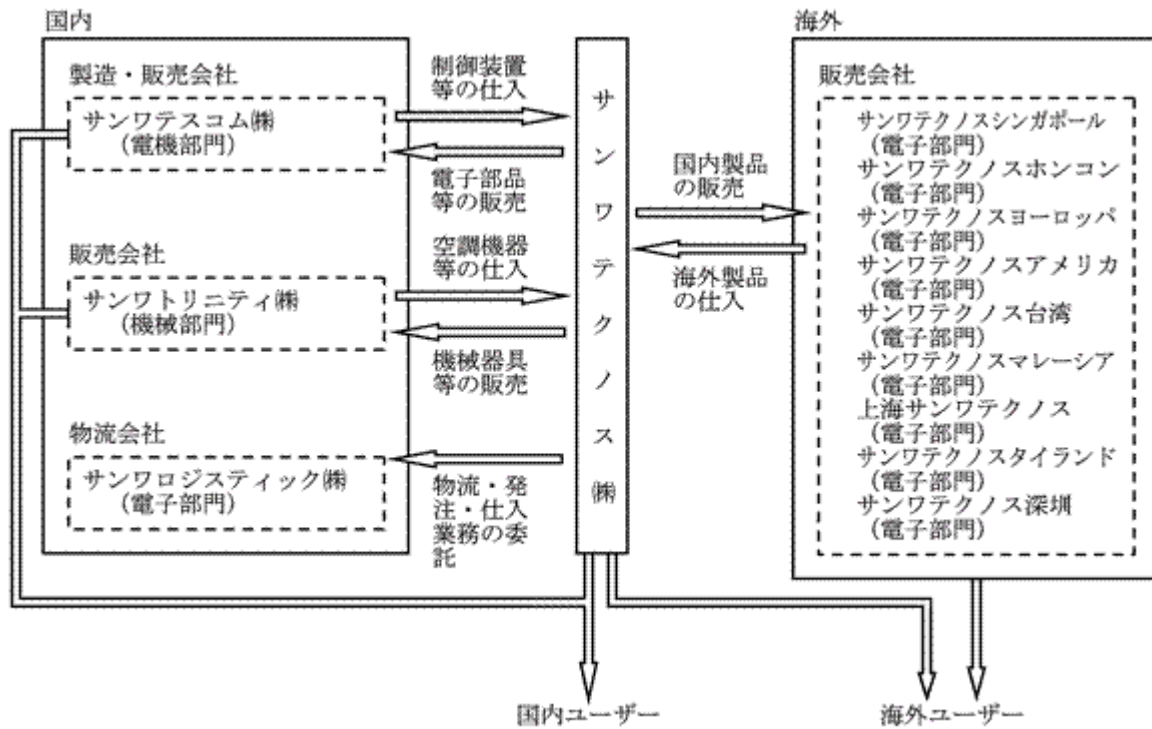 国内
製造・販売会社
サンワテスコム㈱
(電機部門)
販売会社
サンワトリニティ㈱
(機械部門)
物流会社
サンワロジスティック㈱
(電子部門)
制御装置
等の仕入
電子部品
等の販売
空調機器
等の仕入
機械器具
等の販売
物流・発
注・仕入
業務の委
託
サンワテクノス㈱
国内製品
の販売
海外製品
の仕入
海外
販売会社
サンワテクノスシンガポール
(電子部門)
サンワテクノスホンコン
(電子部門)
サンワテクノスヨーロッパ
(電子部門)
サンワテクノスアメリカ
(電子部門)
サンワテクノス台湾
(電子部門)
サンワテクノスマレーシア
(電子部門)
上海サンワテクノス
(電子部門)
サンワテクノスタイランド
(電子部門)
サンワテクノス深圳
(電子部門)
国内ユーザー
海外ユーザー